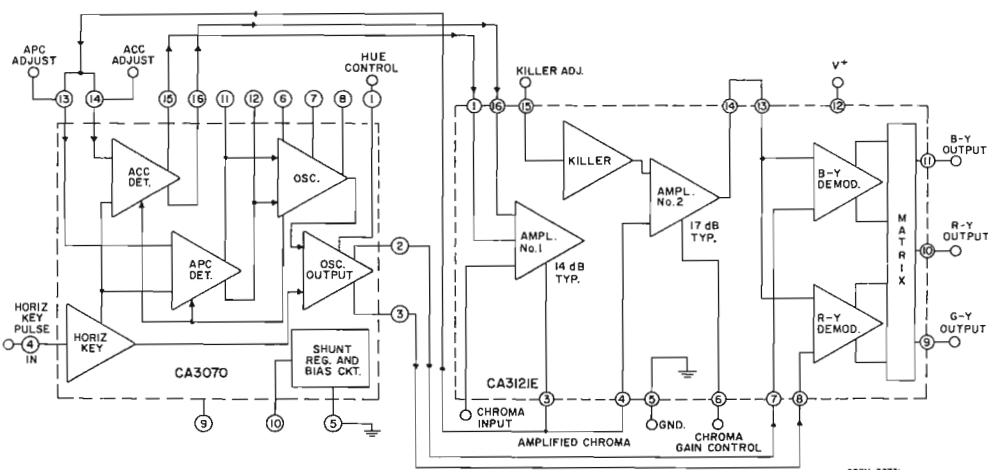 APC
ADJUST
ACC
ADJUST
HUE
CONTROL
KILLER ADJ.
V+
13
14
15
16
11
12
6
7
8
1
1
16
15
14
13
12
ACC
DET.
OSC.
KILLER
AMPL.
No.2
17 dB
TYP.
B-Y
DEMOD.
B-Y
OUTPUT
11
APC
DET.
OSC.
OUTPUT
2
AMPL.
No.1
14 dB
TYP.
MATRIX
R-Y
OUTPUT
10
HORIZ
KEY
PULSE
4
IN
HORIZ
KEY
3
R-Y
DEMOD.
G-Y
OUTPUT
9
SHUNT
REG. AND
BIAS CKT.
CA3070
CA3121E
9
10
5
CHROMA
INPUT
3
4
5
GND.
6
7
8
AMPLIFIED CHROMA
CHROMA
GAIN CONTROL